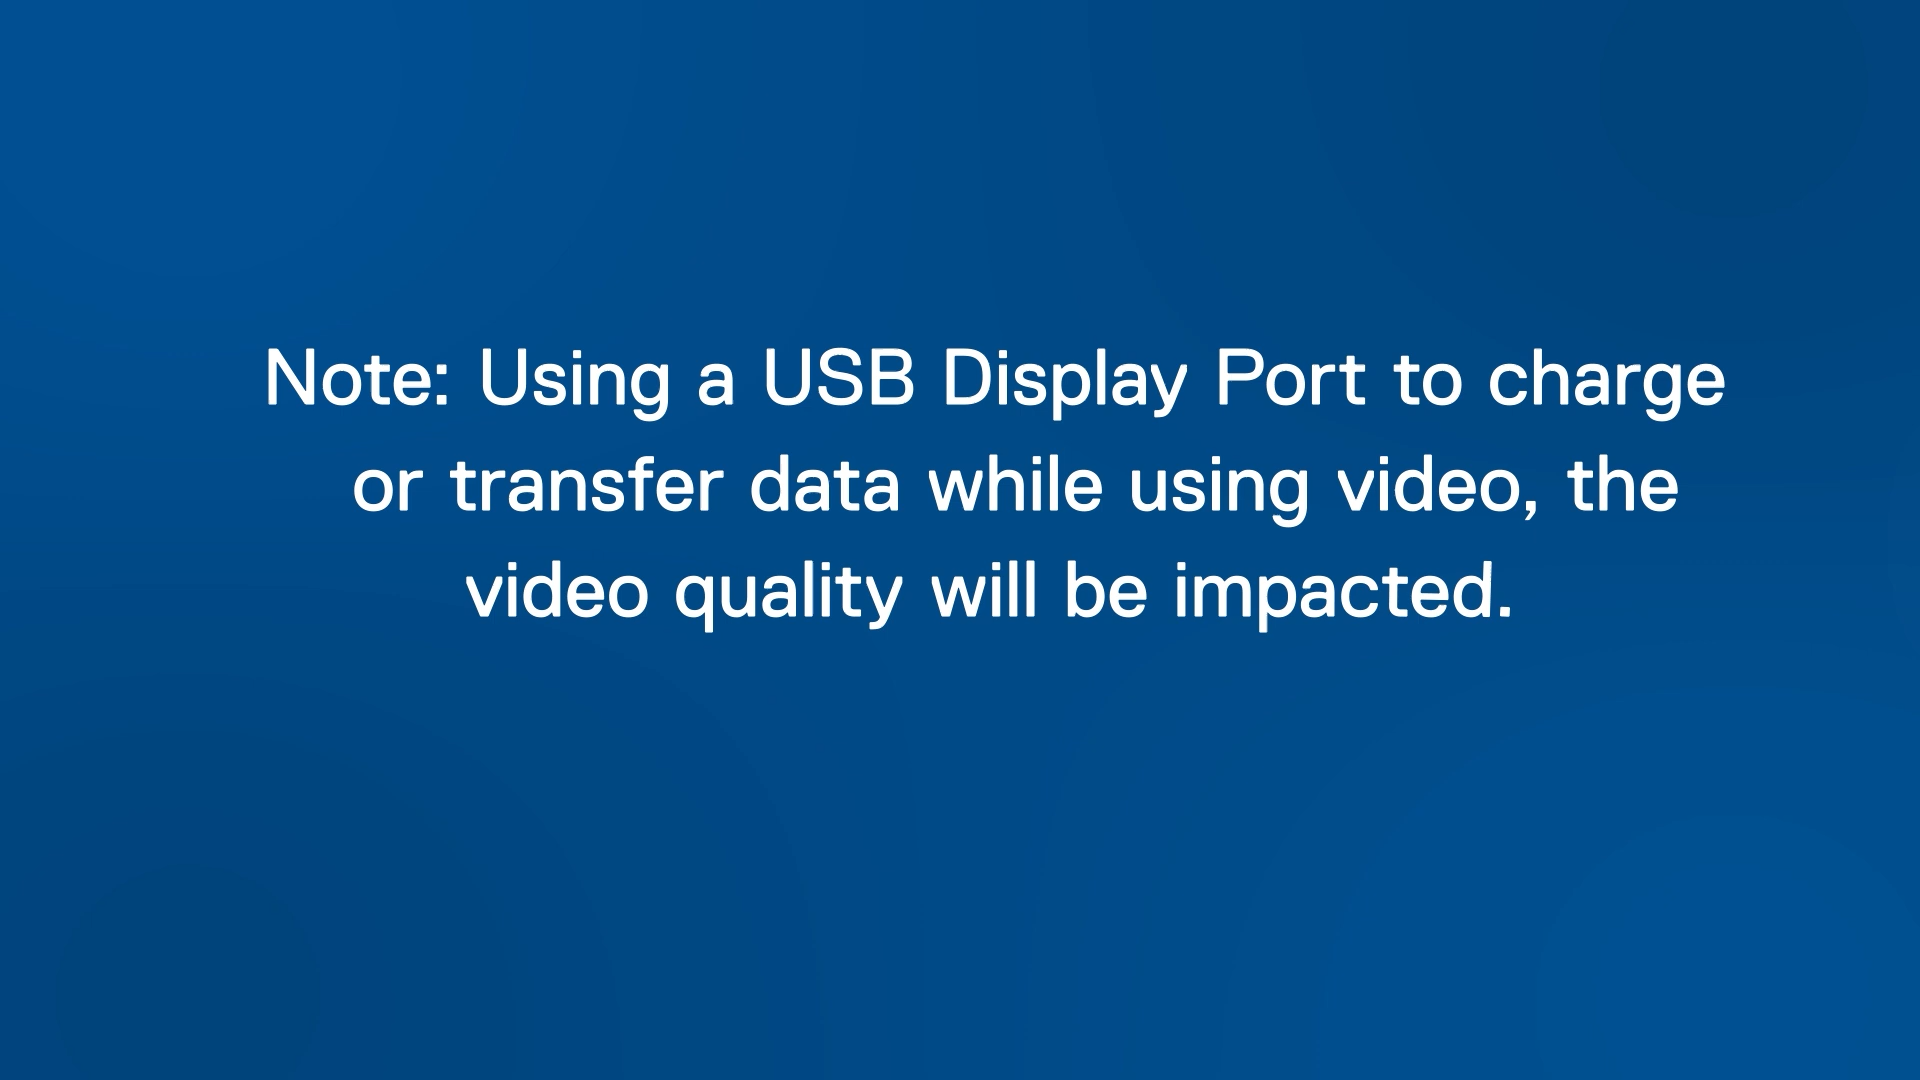 Note: Using a USB Display Port to charge
or transfer data while using video, the
video quality will be impacted.